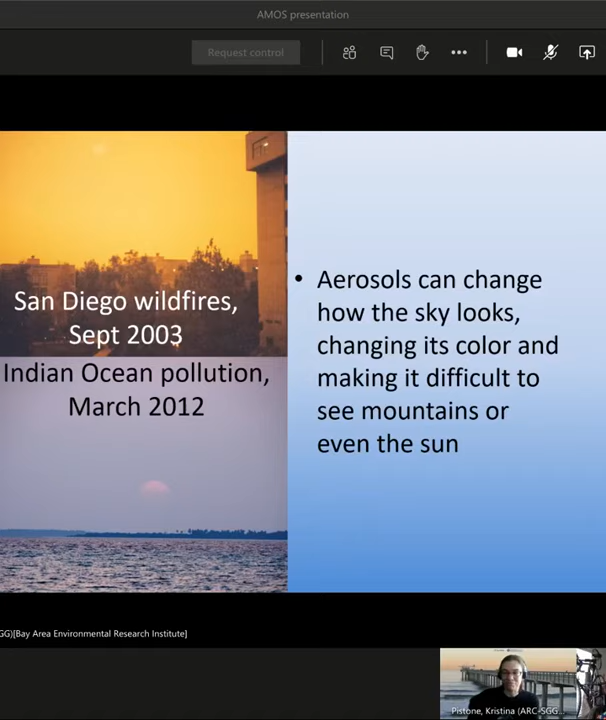 AMOS presentation
Request control
San Diego wildfires,
Sept 2003
Indian Ocean pollution,
March 2012
• Aerosols can change
how the sky looks,
changing its color and
making it difficult to
see mountains or
even the sun
GG)[Bay Area Environmental Research Institute]
Pistone, Kristina (ARC-SGG...